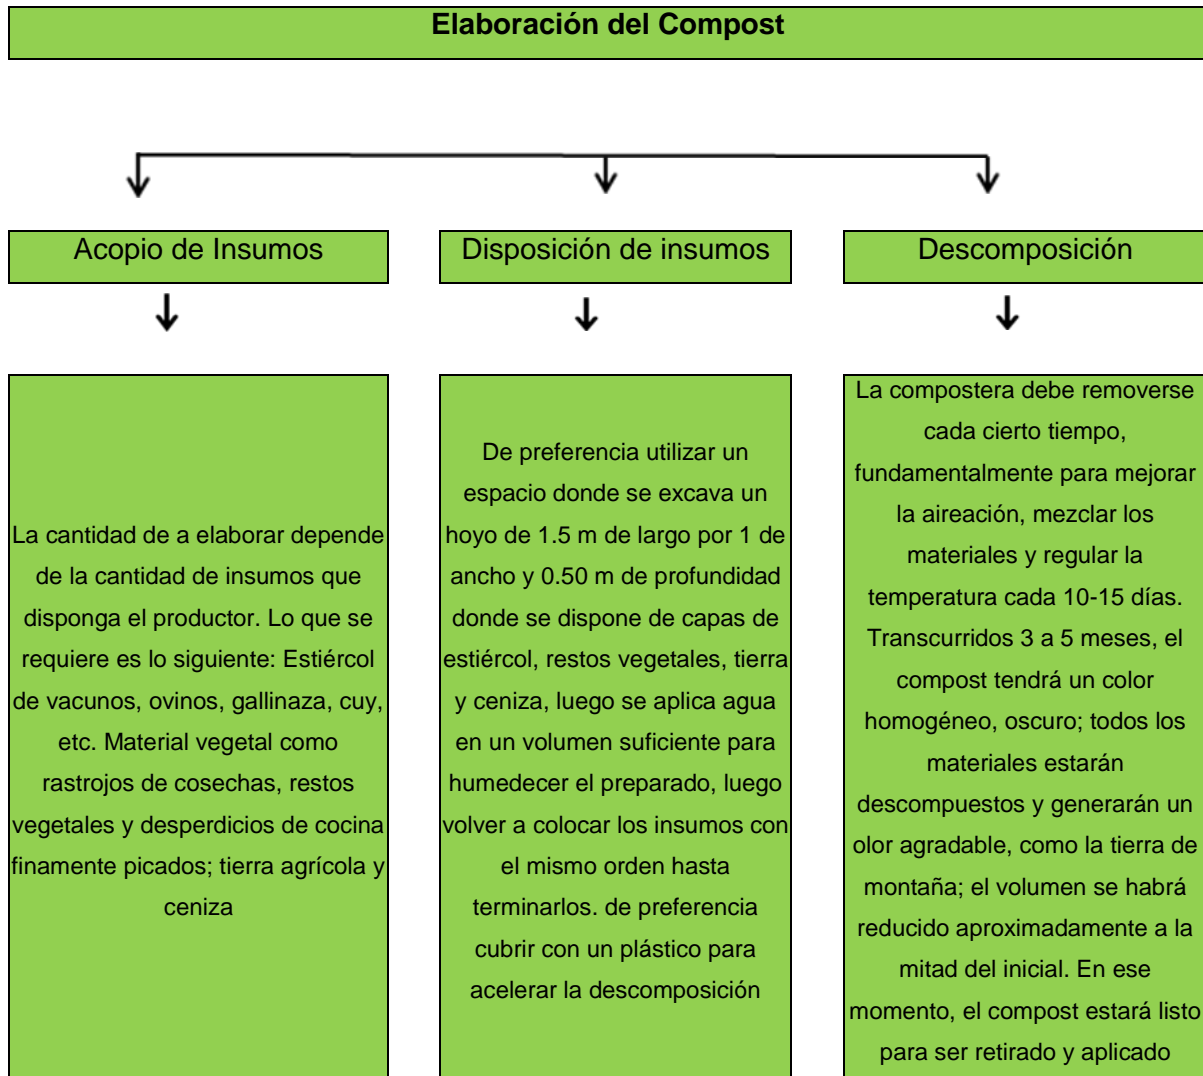 Elaboración del Compost
Acopio de Insumos
Disposición de insumos
Descomposición
La cantidad de a elaborar depende
de la cantidad de insumos que
disponga el productor. Lo que se
requiere es lo siguiente: Estiércol
de vacunos, ovinos, gallinaza, cuy,
etc. Material vegetal como
rastrojos de cosechas, restos
vegetales y desperdicios de cocina
finamente picados; tierra agrícola y
ceniza
De preferencia utilizar un
espacio donde se excava un
hoyo de 1.5 m de largo por 1 de
ancho y 0.50 m de profundidad
donde se dispone de capas de
estiércol, restos vegetales, tierra
y ceniza, luego se aplica agua
en un volumen suficiente para
humedecer el preparado, luego
volver a colocar los insumos con
el mismo orden hasta
terminarlos. de preferencia
cubrir con un plástico para
acelerar la descomposición
La compostera debe removerse
cada cierto tiempo,
fundamentalmente para mejorar
la aireación, mezclar los
materiales y regular la
temperatura cada 10-15 días.
Transcurridos 3 a 5 meses, el
compost tendrá un color
homogéneo, oscuro; todos los
materiales estarán
descompuestos y generarán un
olor agradable, como la tierra de
montaña; el volumen se habrá
reducido aproximadamente a la
mitad del inicial. En ese
momento, el compost estará listo
para ser retirado y aplicado